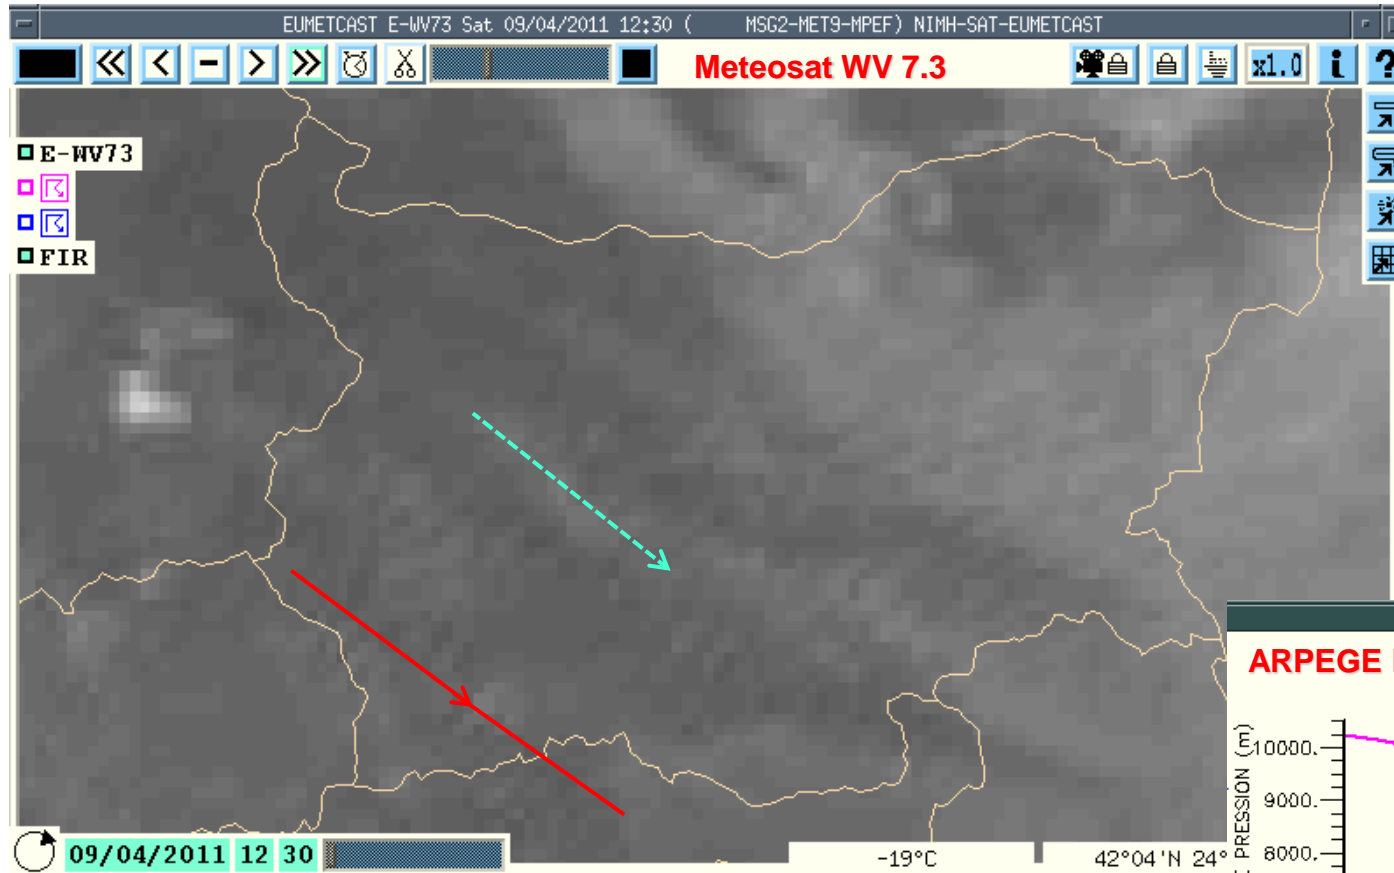 EUMETCAST E-WV73 Sat 09/04/2011 12:30 ( MSG2-MET9-MPEF) NIMH-SAT-EUMETCAST
Meteosat WV 7.3
x1.0
i
?
E-WV73
FIR
ARPEGE
PRESSION (m)
10000.
9000.
8000.
09/04/2011 12 30
-19°C
42°04'N 24°